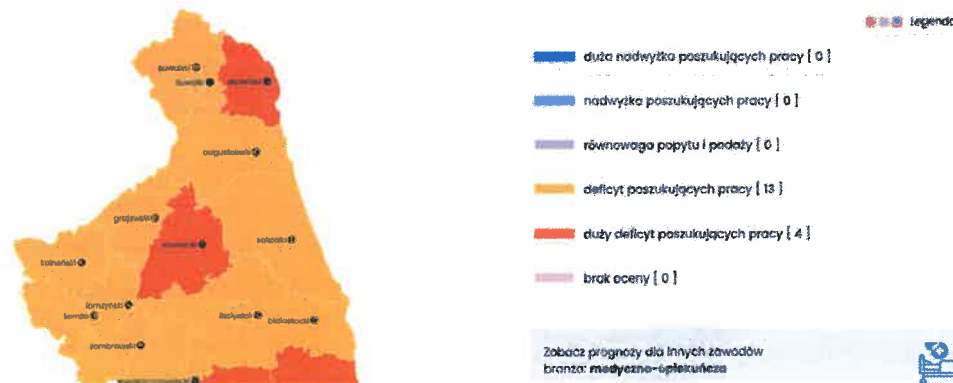 Legenda
duża nadwyżka poszukujących pracy [ 0 ]
nadwyżka poszukujących pracy [ 0 ]
równowaga popytu i podaży [ 0 ]
deficyt poszukujących pracy [ 13 ]
duży deficyt poszukujących pracy [ 4 ]
brak oceny [ 0 ]
suwalski
Suwałki
augustowski
grajewski
sokólski
kolneński
łomżyński
Łomża
Białystok
białostocki
zambrowski
Zobacz prognozy dla innych zawodów
branża: medyczno-opiekuńcza